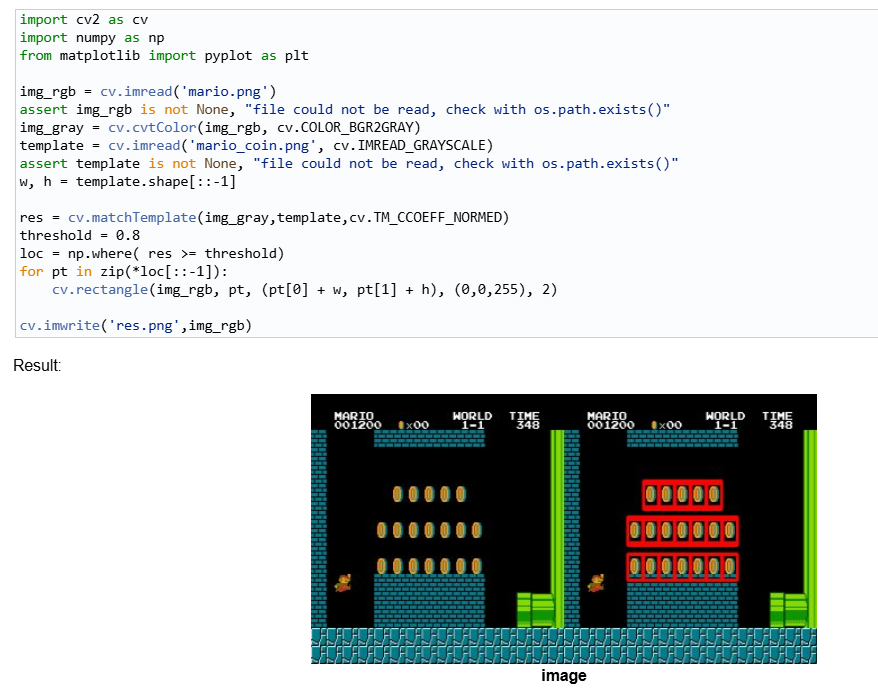 import cv2 as cv
import numpy as np
from matplotlib import pyplot as plt
img_rgb = cv.imread('mario.png')
assert img_rgb is not None, "file could not be read, check with os.path.exists()"
img_gray = cv.cvtColor(img_rgb, cv.COLOR_BGR2GRAY)
template = cv.imread('mario_coin.png', cv.IMREAD_GRAYSCALE)
assert template is not None, "file could not be read, check with os.path.exists()"
w, h = template.shape[::-1]
res = cv.matchTemplate(img_gray,template,cv.TM_CCOEFF_NORMED)
threshold = 0.8
loc = np.where( res >= threshold)
for pt in zip(*loc[::-1]):
    cv.rectangle(img_rgb, pt, (pt[0] + w, pt[1] + h), (0,0,255), 2)
cv.imwrite('res.png',img_rgb)
Result:
MARIO WORLD TIME MARIO WORLD TIME
001200 x00 1-1 348 001200 x00 1-1 348
image